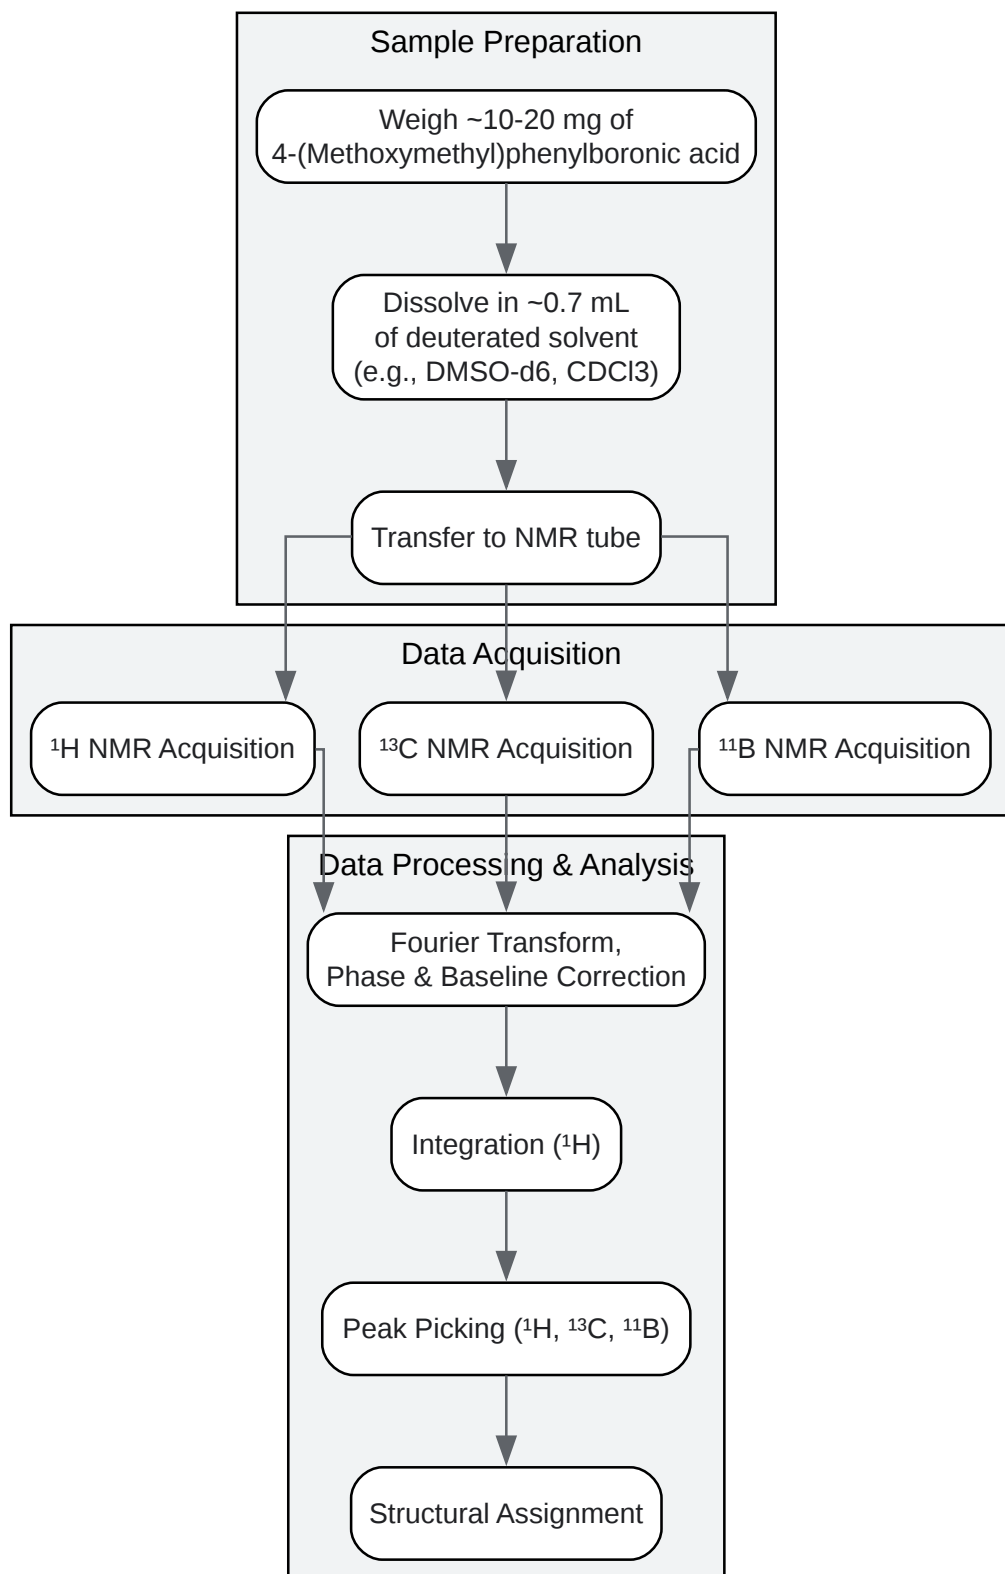 Sample Preparation
Weigh ~10-20 mg of
4-(Methoxymethyl)phenylboronic acid
Dissolve in ~0.7 mL
of deuterated solvent
(e.g., DMSO-d6, CDCl3)
Transfer to NMR tube
Data Acquisition
¹H NMR Acquisition
¹³C NMR Acquisition
¹¹B NMR Acquisition
Data Processing & Analysis
Fourier Transform,
Phase & Baseline Correction
Integration (¹H)
Peak Picking (¹H, ¹³C, ¹¹B)
Structural Assignment